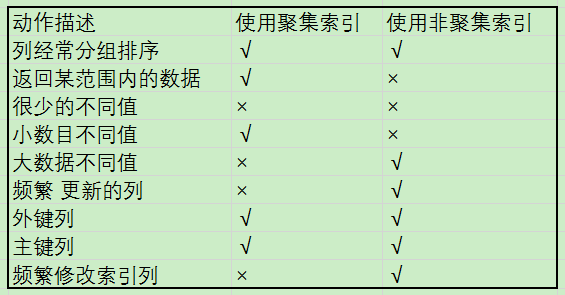 动作描述 使用聚集索引 使用非聚集索引
列经常分组排序 √ √
返回某范围内的数据 √ ×
很少的不同值 × ×
小数目不同值 √ ×
大数据不同值 × √
频繁 更新的列 × √
外键列 √ √
主键列 √ √
频繁修改索引列 × √